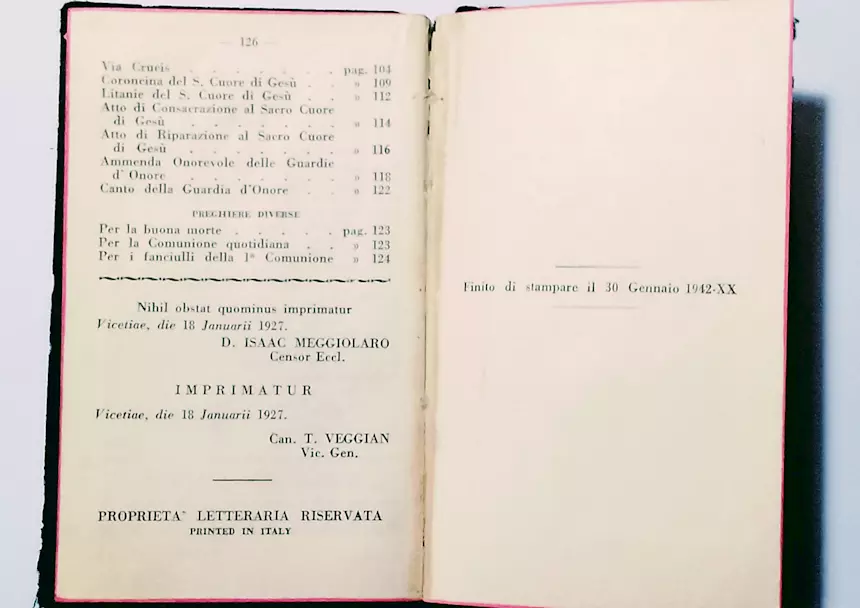 — 126 —
Via Crucis . . . . . . . pag. 104
Coroncina del S. Cuore di Gesù . . » 109
Litanie del S. Cuore di Gesù . . » 112
Atto di Consacrazione al Sacro Cuore
di Gesù . . . . . . . » 114
Atto di Riparazione al Sacro Cuore
di Gesù . . . . . . . » 116
Ammenda Onorevole delle Guardie
d'Onore . . . . . . . » 118
Canto della Guardia d'Onore . . » 122
PREGHIERE DIVERSE
Per la buona morte . . . . . pag. 123
Per la Comunione quotidiana . . » 123
Per i fanciulli della 1ª Comunione » 124
Nihil obstat quominus imprimatur
Vicetiae, die 18 Januarii 1927.
D. ISAAC MEGGIOLARO
Censor Eccl.
IMPRIMATUR
Vicetiae, die 18 Januarii 1927.
Can. T. VEGGIAN
Vic. Gen.
PROPRIETA' LETTERARIA RISERVATA
PRINTED IN ITALY
Finito di stampare il 30 Gennaio 1942-XX